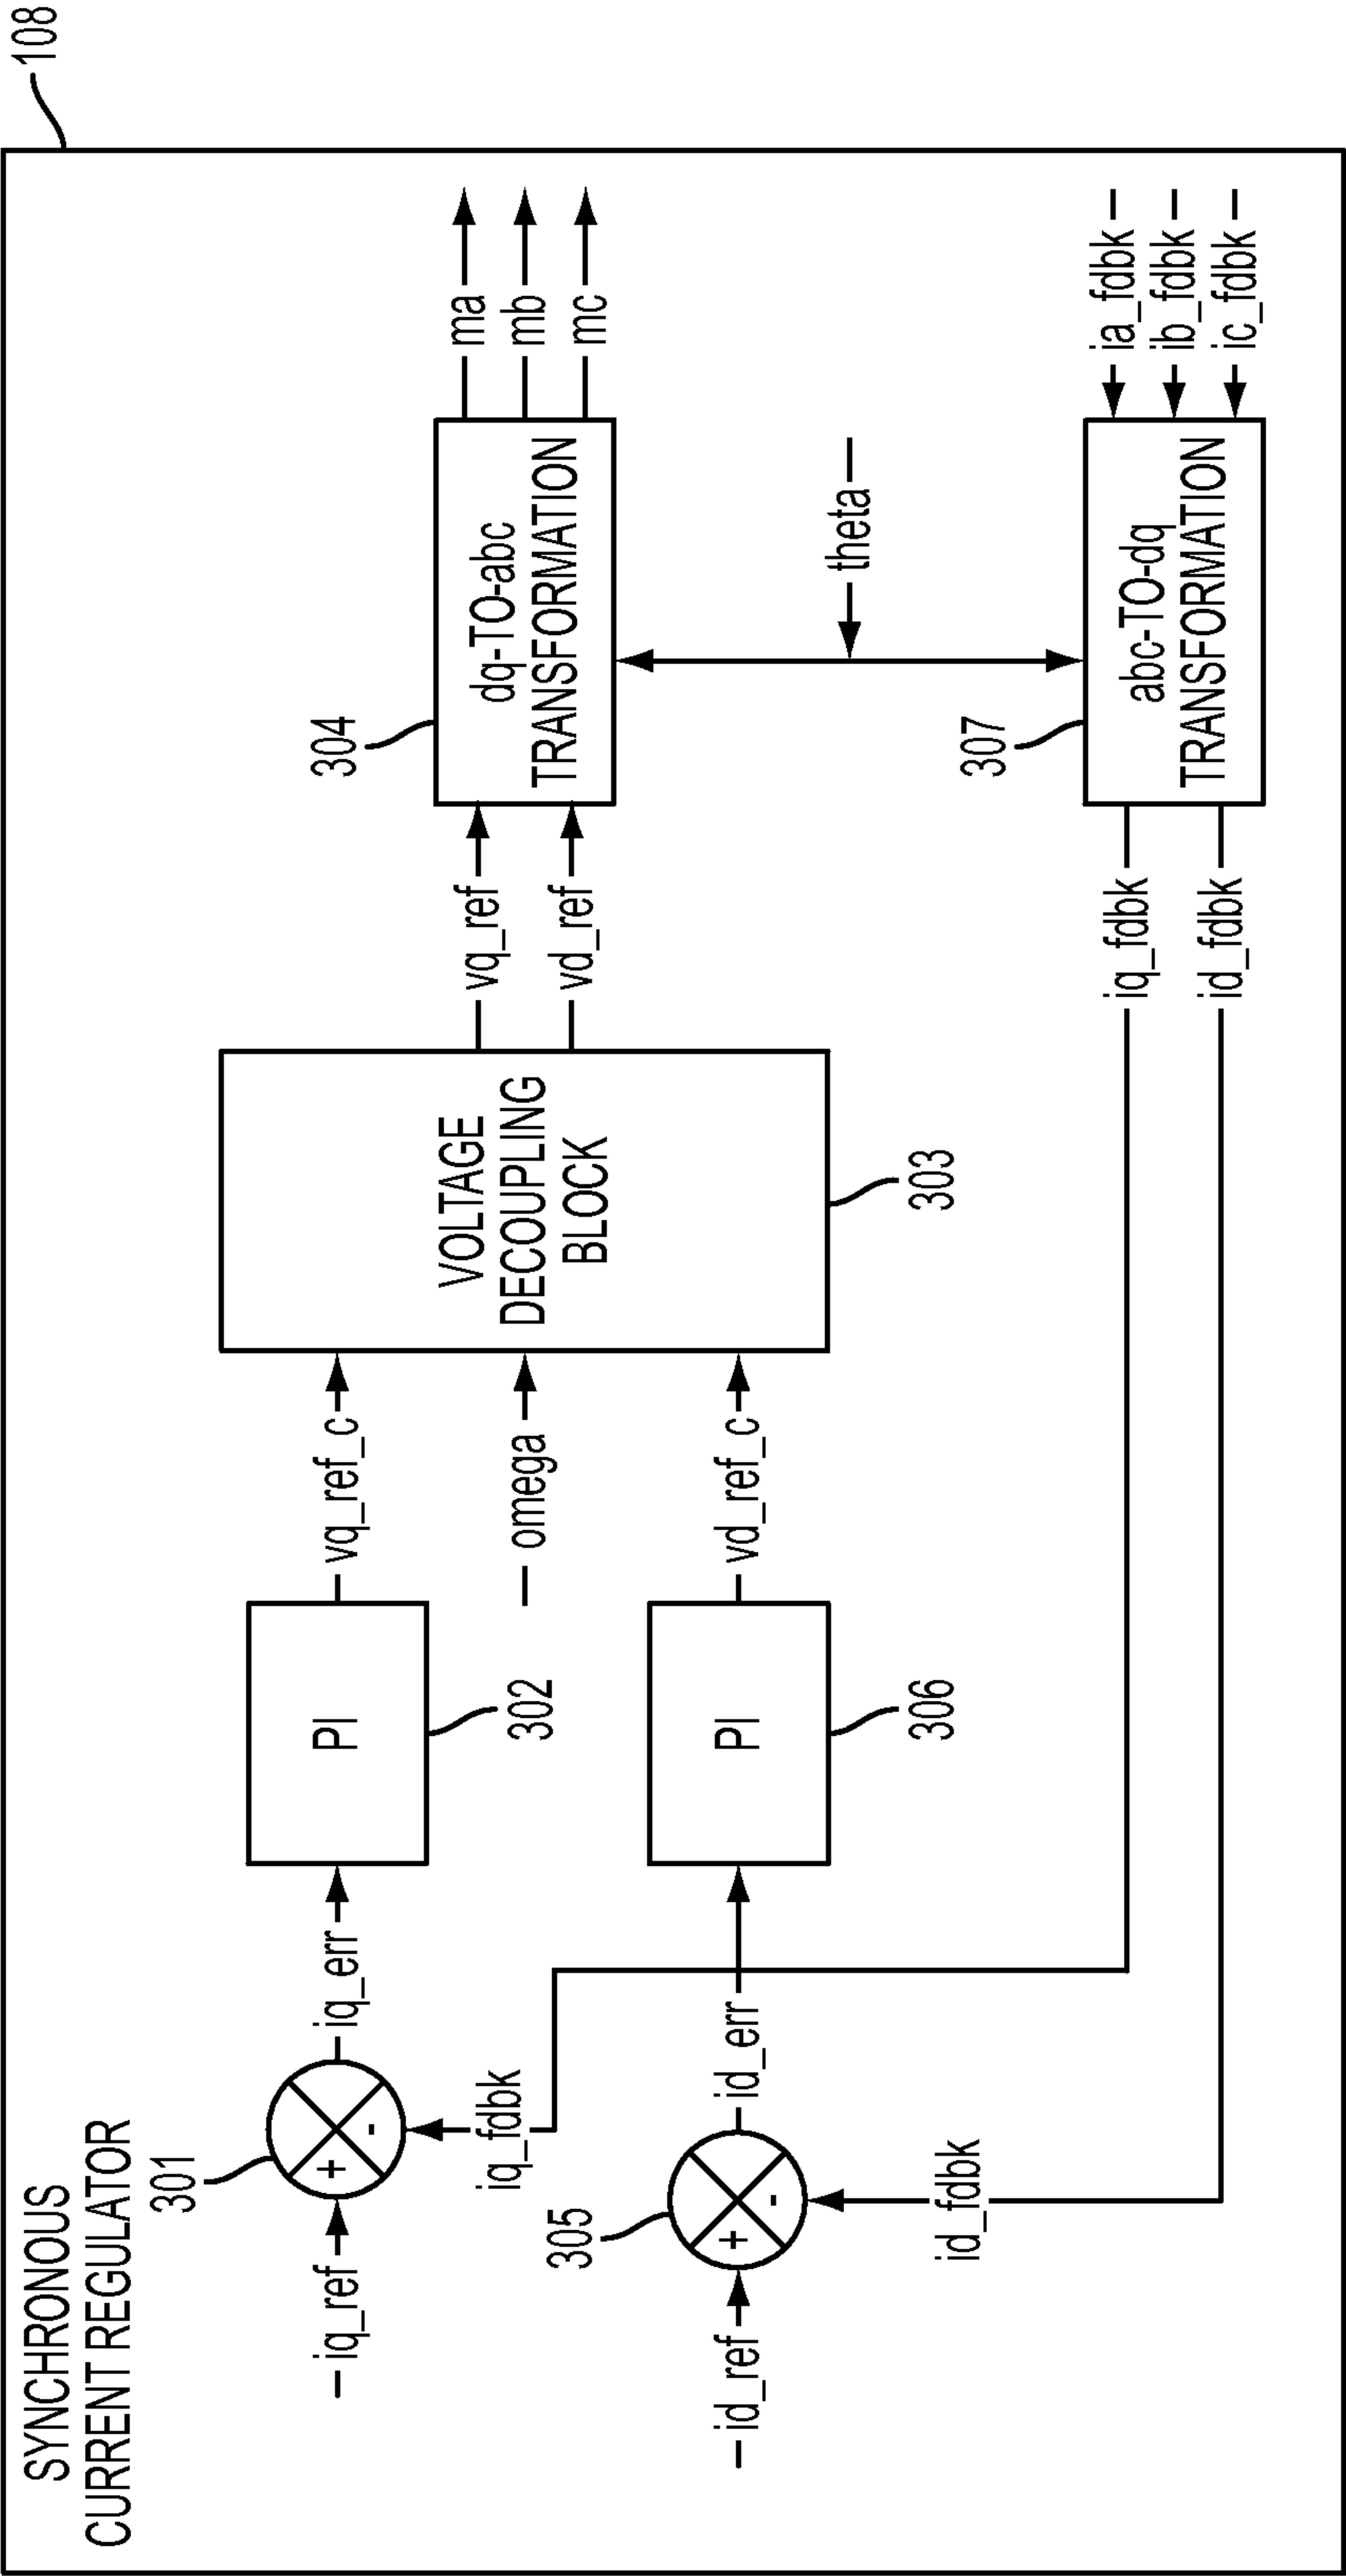 108
SYNCHRONOUS
CURRENT REGULATOR
301
iq_ref
+
-
iq_err
PI
302
vq_ref_c
iq_fdbk
omega
305
id_ref
+
-
id_err
PI
306
vd_ref_c
id_fdbk
VOLTAGE
DECOUPLING
BLOCK
303
vq_ref
vd_ref
304
dq-TO-abc
TRANSFORMATION
ma
mb
mc
theta
307
abc-TO-dq
TRANSFORMATION
ia_fdbk
ib_fdbk
ic_fdbk
iq_fdbk
id_fdbk